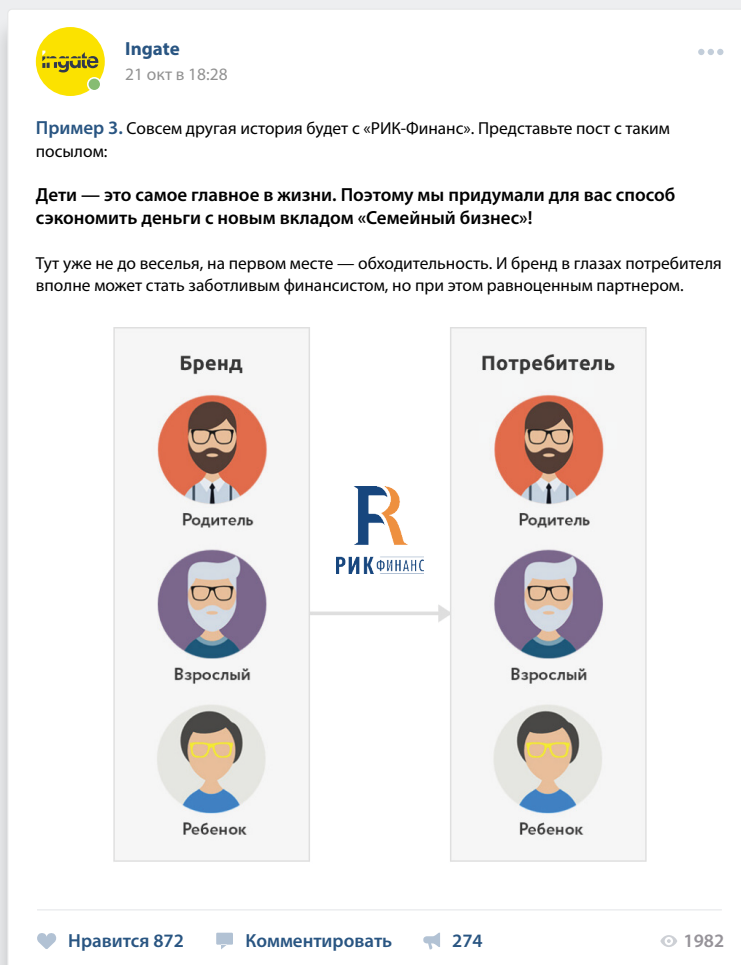 ingate
Ingate
21 окт в 18:28
Пример 3. Совсем другая история будет с «РИК-Финанс». Представьте пост с таким
посылом:
Дети — это самое главное в жизни. Поэтому мы придумали для вас способ
сэкономить деньги с новым вкладом «Семейный бизнес»!
Тут уже не до веселья, на первом месте — обходительность. И бренд в глазах потребителя
вполне может стать заботливым финансистом, но при этом равноценным партнером.
Бренд
Родитель
Взрослый
Ребенок
РИК ФИНАНС
Потребитель
Родитель
Взрослый
Ребенок
Нравится 872 Комментировать 274 1982